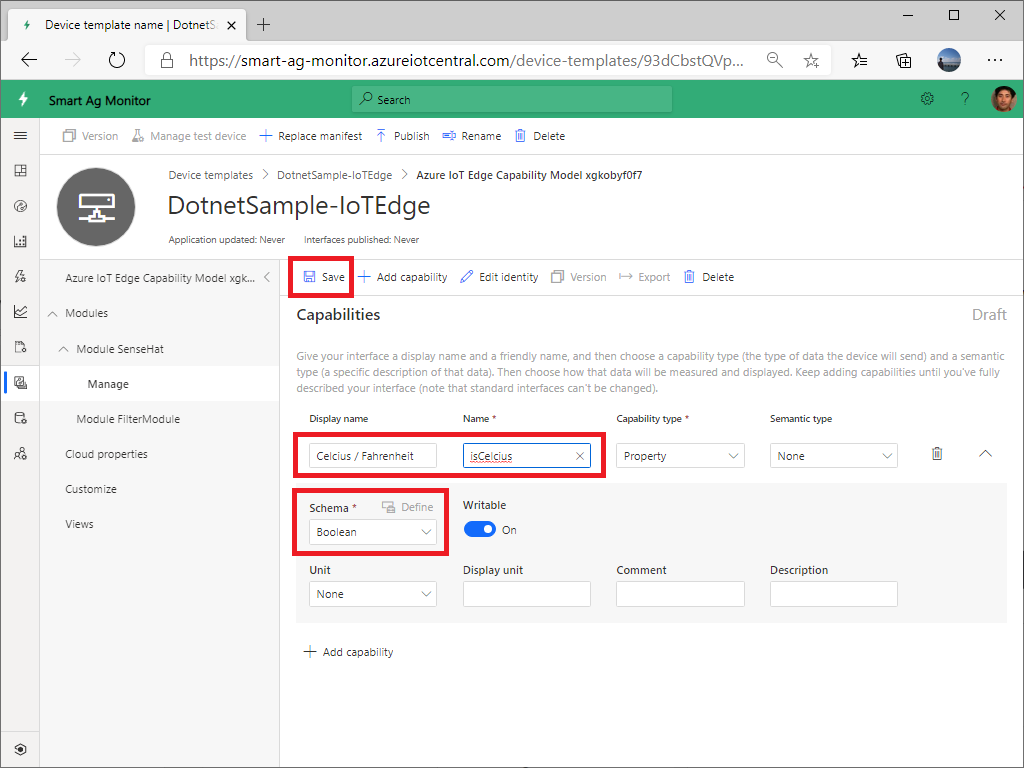 Device template name | DotnetS
https://smart-ag-monitor.azureiotcentral.com/device-templates/93dCbstQVp...
Smart Ag Monitor
Search
?
Version
Manage test device
Replace manifest
Publish
Rename
Delete
Device templates > DotnetSample-IoTEdge > Azure IoT Edge Capability Model xgkobyf0f7
DotnetSample-IoTEdge
Application updated: Never
Interfaces published: Never
Azure IoT Edge Capability Model xgk...
Modules
Module SenseHat
Manage
Module FilterModule
Cloud properties
Customize
Views
Save
Add capability
Edit identity
Version
Export
Delete
Capabilities
Draft
Give your interface a display name and a friendly name, and then choose a capability type (the type of data the device will send) and a semantic
type (a specific description of that data). Then choose how that data will be measured and displayed. Keep adding capabilities until you've fully
described your interface (note that standard interfaces can't be changed).
Display name
Name *
Capability type *
Semantic type
Celcius / Fahrenheit
isCelcius
Property
None
Schema *
Define
Writable
Boolean
On
Unit
Display unit
Comment
Description
None
Add capability